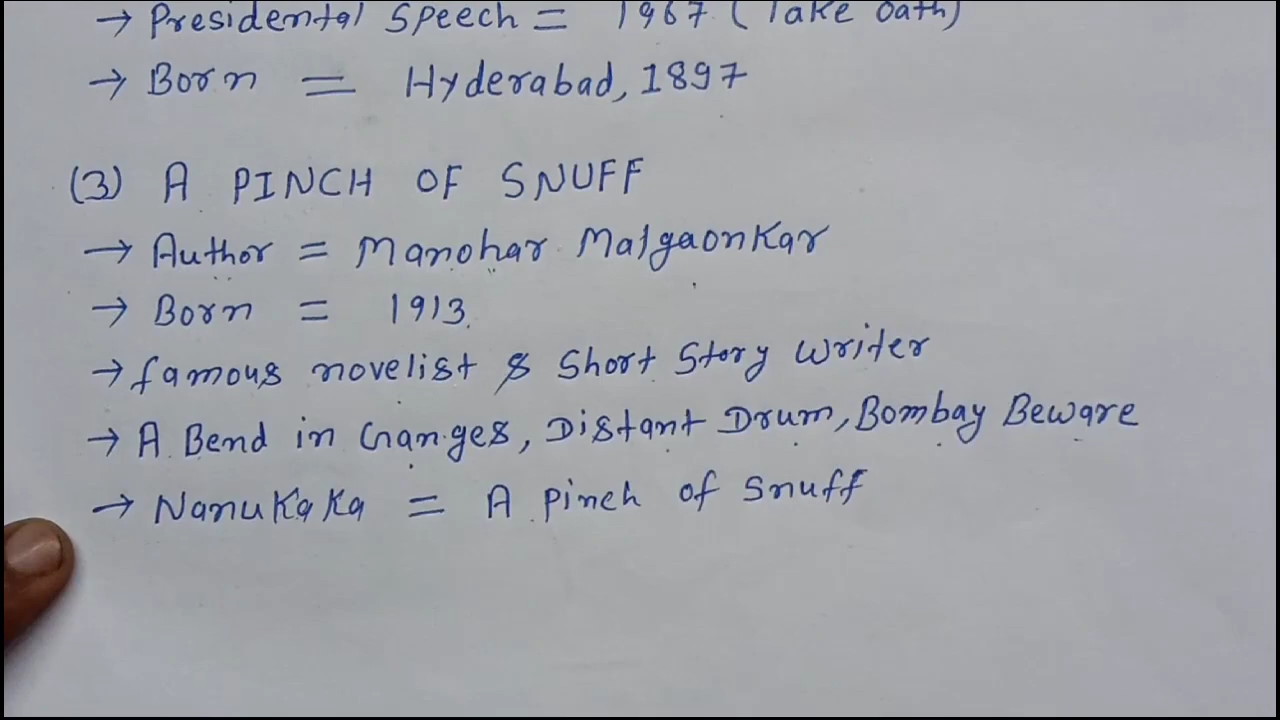 → Presidental Speech = 1967 (Take oath)
→ Born = Hyderabad, 1897
(3) A PINCH OF SNUFF
→ Author = Manohar Malgaonkar
→ Born = 1913
→ famous novelist & Short Story Writer
→ A Bend in Ganges, Distant Drum, Bombay Beware
→ Nanukaka = A pinch of snuff